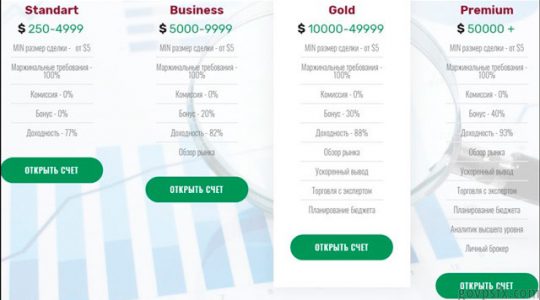 Standart
$ 250-4999
MIN размер сделки - от $5
Маржинальные требования -
100%
Комиссия - 0%
Бонус - 0%
Доходность - 77%
ОТКРЫТЬ СЧЕТ
Business
$ 5000-9999
MIN размер сделки - от $5
Маржинальные требования -
100%
Комиссия - 0%
Бонус - 20%
Доходность - 82%
Обзор рынка
ОТКРЫТЬ СЧЕТ
Gold
$ 10000-49999
MIN размер сделки - от $5
Маржинальные требования -
100%
Комиссия - 0%
Бонус - 30%
Доходность - 88%
Обзор рынка
Ускоренный вывод
Торговля с экспертом
Планирование Бюджета
ОТКРЫТЬ СЧЕТ
Premium
$ 50000 +
MIN размер сделки - от $5
Маржинальные требования -
100%
Комиссия - 0%
Бонус - 40%
Доходность - 93%
Обзор рынка
Ускоренный вывод
Торговля с экспертом
Планирование Бюджета
Аналитик высшего уровня
Личный брокер
ОТКРЫТЬ СЧЕТ